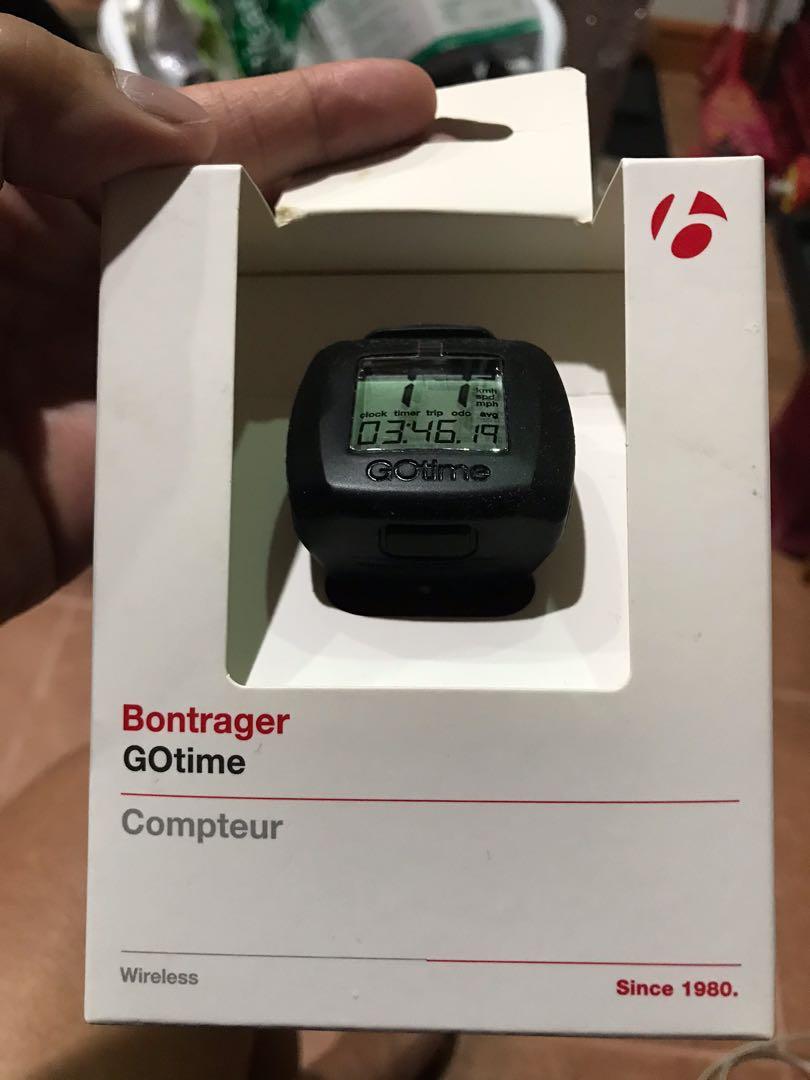 kmh
spd
mph
clock timer trip odo avg
03:46.19
GOtime
Bontrager
GOtime
Compteur
Wireless
Since 1980.